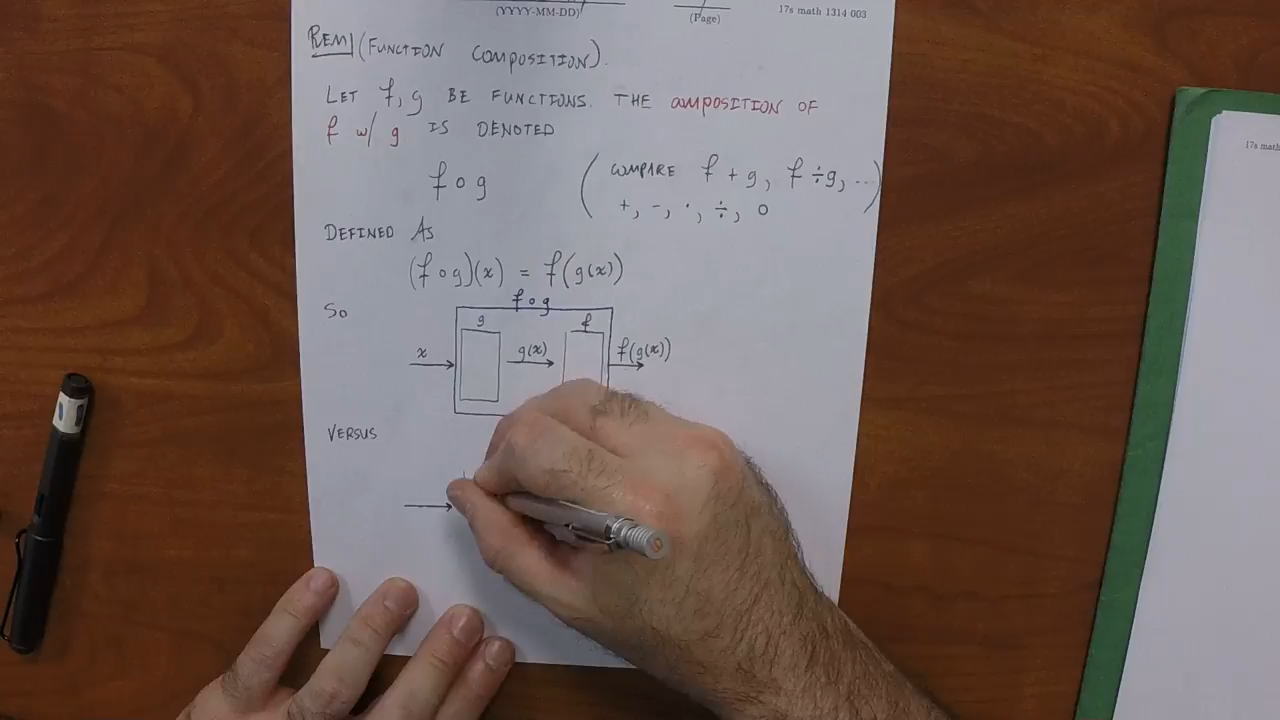 (YYYY-MM-DD) (Page) 17s math 1314 003
REM (FUNCTION COMPOSITION).
LET f, g BE FUNCTIONS. THE COMPOSITION OF
f w/ g IS DENOTED
f ∘ g (COMPARE f + g, f ÷ g, ...)
+, -, ·, ÷, ∘
DEFINED AS
(f ∘ g)(x) = f(g(x))
SO
f ∘ g
g f
x g(x) f(g(x))
VERSUS
17s math